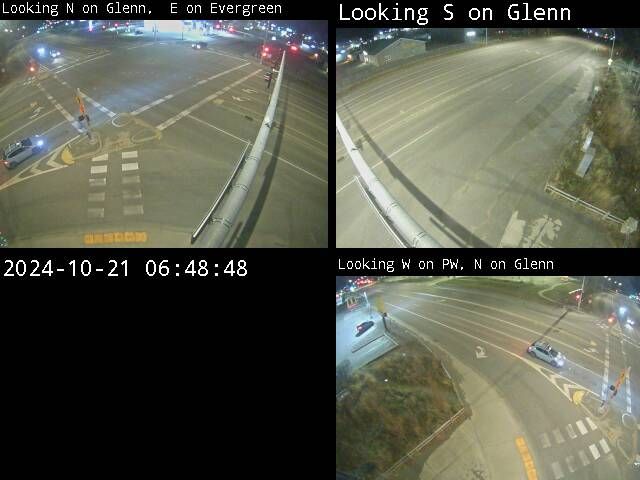 Looking N on Glenn,  E on Evergreen
Looking S on Glenn
2024-10-21 06:48:48
Looking W on PW, N on Glenn